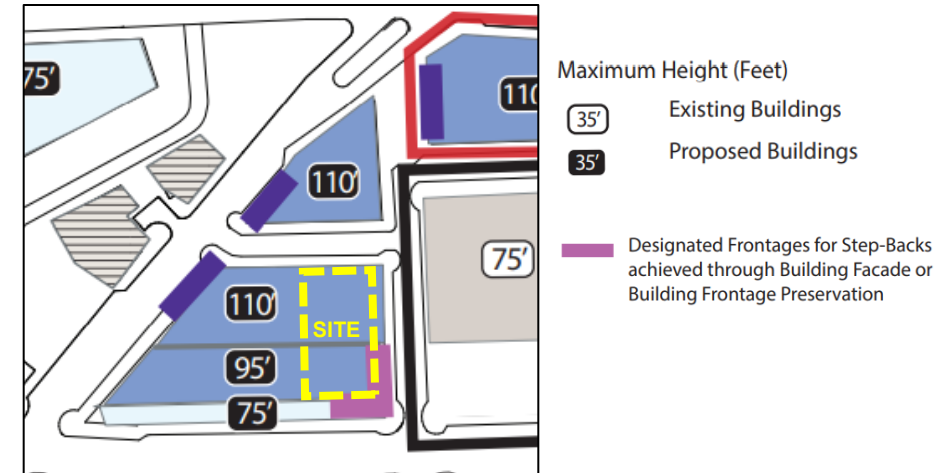 75'
110
110'
75'
110'
SITE
95'
75'
Maximum Height (Feet)
35' Existing Buildings
35' Proposed Buildings
Designated Frontages for Step-Backs
achieved through Building Facade or
Building Frontage Preservation